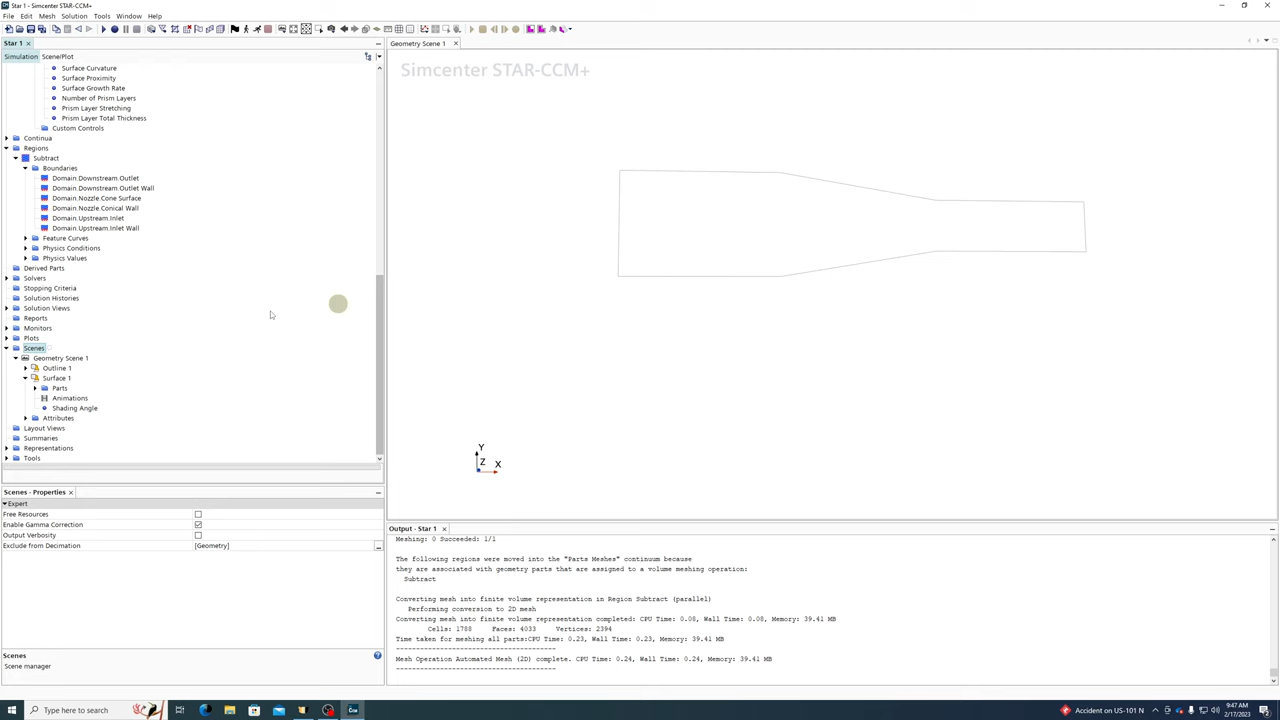 Star 1 - Simcenter STAR-CCM+
File Edit Mesh Solution Tools Window Help
Star 1
Geometry Scene 1
Simulation Scene/Plot
Simcenter STAR-CCM+
Surface Curvature
Surface Proximity
Surface Growth Rate
Number of Prism Layers
Prism Layer Stretching
Prism Layer Total Thickness
Custom Controls
Continua
Regions
Subtract
Boundaries
Domain.Downstream.Outlet
Domain.Downstream.Outlet Wall
Domain.Nozzle.Cone Surface
Domain.Nozzle.Conical Wall
Domain.Upstream.Inlet
Domain.Upstream.Inlet Wall
Feature Curves
Physics Conditions
Physics Values
Derived Parts
Solvers
Stopping Criteria
Solution Histories
Solution Views
Reports
Monitors
Plots
Scenes
Geometry Scene 1
Outline 1
Surface 1
Parts
Animations
Shading Angle
Attributes
Layout Views
Summaries
Representations
Tools
Y
Z X
Scenes - Properties
Expert
Free Resources
Enable Gamma Correction
Output Verbosity
Exclude from Decimation [Geometry]
Scenes
Scene manager
Output - Star 1
Meshing: 0 Succeeded: 1/1
The following regions were moved into the "Parts Meshes" continuum because
they are associated with geometry parts that are assigned to a volume meshing operation:
Subtract
Converting mesh into finite volume representation in Region Subtract (parallel)
Performing conversion to 2D mesh
Converting mesh into finite volume representation completed: CPU Time: 0.08, Wall Time: 0.08, Memory: 39.41 MB
Cells: 1788 Faces: 4033 Vertices: 2394
Time taken for meshing all parts:CPU Time: 0.23, Wall Time: 0.23, Memory: 39.41 MB
----------------------------------------
Mesh Operation Automated Mesh (2D) complete. CPU Time: 0.24, Wall Time: 0.24, Memory: 39.41 MB
----------------------------------------
Type here to search
Accident on US-101 N
9:47 AM
2/17/2023